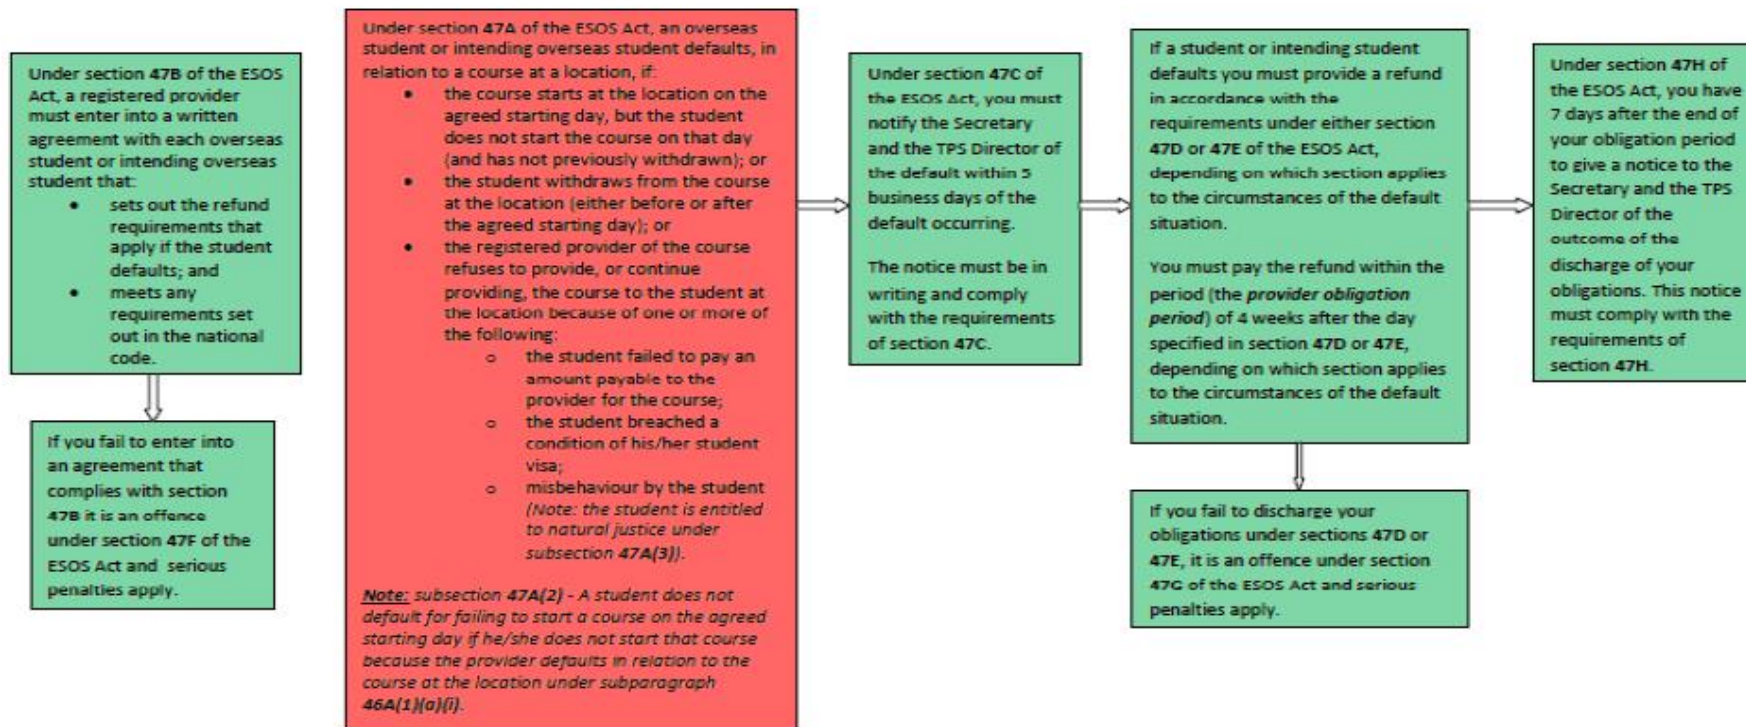 Under section 47B of the ESOS
Act, a registered provider
must enter into a written
agreement with each overseas
student or intending overseas
student that:
• sets out the refund
requirements that
apply if the student
defaults; and
• meets any
requirements set
out in the national
code.
If you fail to enter into
an agreement that
complies with section
47B it is an offence
under section 47F of the
ESOS Act and serious
penalties apply.
Under section 47A of the ESOS Act, an overseas
student or intending overseas student defaults, in
relation to a course at a location, if:
• the course starts at the location on the
agreed starting day, but the student
does not start the course on that day
(and has not previously withdrawn); or
• the student withdraws from the course
at the location (either before or after
the agreed starting day); or
• the registered provider of the course
refuses to provide, or continue
providing, the course to the student at
the location because of one or more of
the following:
o the student failed to pay an
amount payable to the
provider for the course;
o the student breached a
condition of his/her student
visa;
o misbehaviour by the student
(Note: the student is entitled
to natural justice under
subsection 47A(3)).
Note: subsection 47A(2) - A student does not
default for failing to start a course on the agreed
starting day if he/she does not start that course
because the provider defaults in relation to the
course at the location under subparagraph
46A(1)(a)(i).
Under section 47C of
the ESOS Act, you must
notify the Secretary
and the TPS Director of
the default within 5
business days of the
default occurring.
The notice must be in
writing and comply
with the requirements
of section 47C.
If a student or intending student
defaults you must provide a refund
in accordance with the
requirements under either section
47D or 47E of the ESOS Act,
depending on which section applies
to the circumstances of the default
situation.
You must pay the refund within the
period (the provider obligation
period) of 4 weeks after the day
specified in section 47D or 47E,
depending on which section applies
to the circumstances of the default
situation.
If you fail to discharge your
obligations under sections 47D or
47E, it is an offence under section
47G of the ESOS Act and serious
penalties apply.
Under section 47H of
the ESOS Act, you have
7 days after the end of
your obligation period
to give a notice to the
Secretary and the TPS
Director of the
outcome of the
discharge of your
obligations. This notice
must comply with the
requirements of
section 47H.